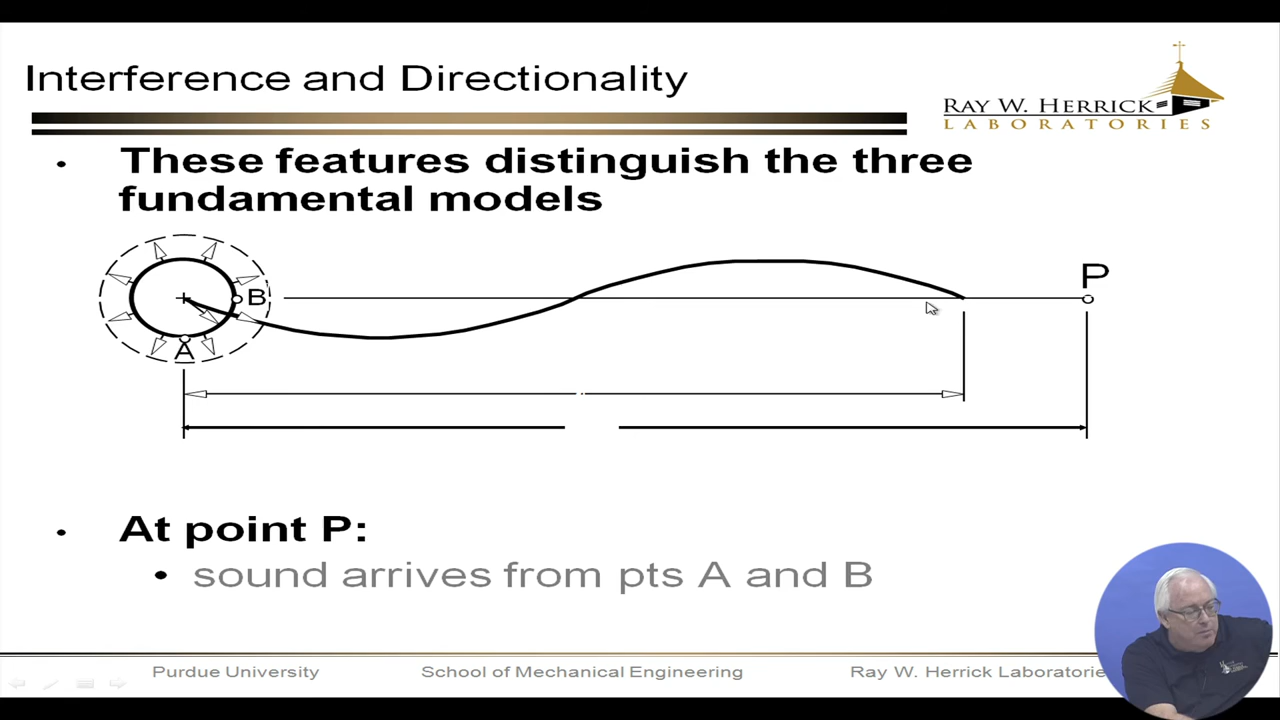 Interference and Directionality
RAY W. HERRICK
LABORATORIES
• These features distinguish the three
fundamental models
P
B
A
• At point P:
• sound arrives from pts A and B
Purdue University School of Mechanical Engineering Ray W. Herrick Laboratorie